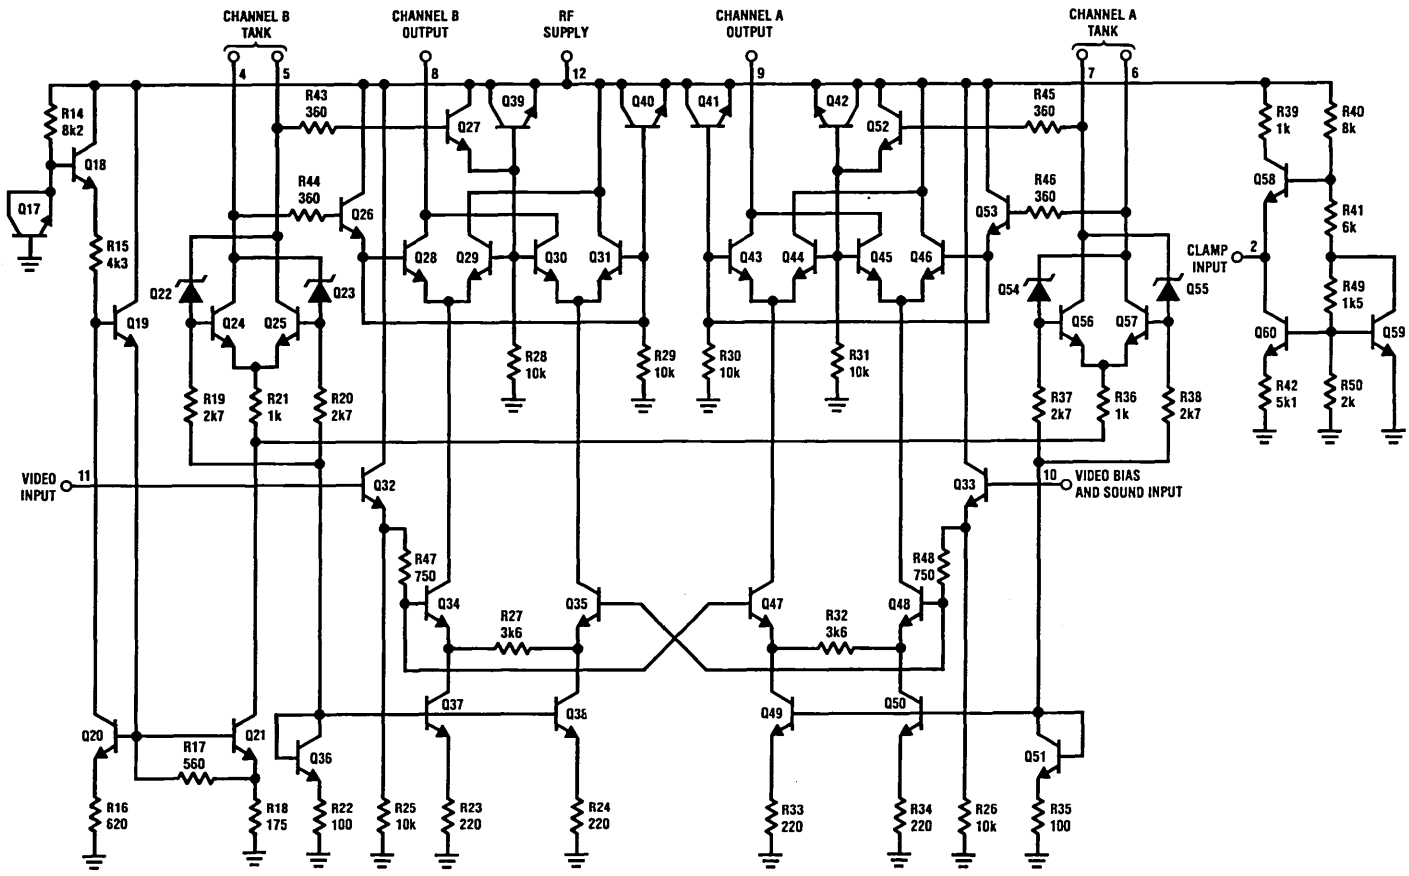 CHANNEL B
TANK
CHANNEL B
OUTPUT
RF
SUPPLY
CHANNEL A
OUTPUT
CHANNEL A
TANK
4
5
8
12
9
7
6
R14
8k2
Q18
Q17
R15
4k3
Q19
Q22
Q23
Q24
Q25
R43
360
R44
360
Q26
Q27
Q39
Q40
Q41
Q42
Q52
R45
360
R46
360
Q53
Q28
Q29
Q30
Q31
Q43
Q44
Q45
Q46
Q54
Q55
Q56
Q57
R39
1k
R40
8k
Q58
R41
6k
CLAMP
INPUT
2
R49
1k5
Q60
Q59
R42
5k1
R50
2k
R19
2k7
R21
1k
R20
2k7
R28
10k
R29
10k
R30
10k
R31
10k
R37
2k7
R36
1k
R38
2k7
VIDEO
INPUT
11
Q32
Q33
10
VIDEO BIAS
AND SOUND INPUT
R47
750
R48
750
Q34
R27
3k6
Q35
Q47
R32
3k6
Q48
Q20
R17
560
Q21
Q36
Q37
Q38
Q49
Q50
Q51
R16
620
R18
175
R22
100
R25
10k
R23
220
R24
220
R33
220
R34
220
R26
10k
R35
100